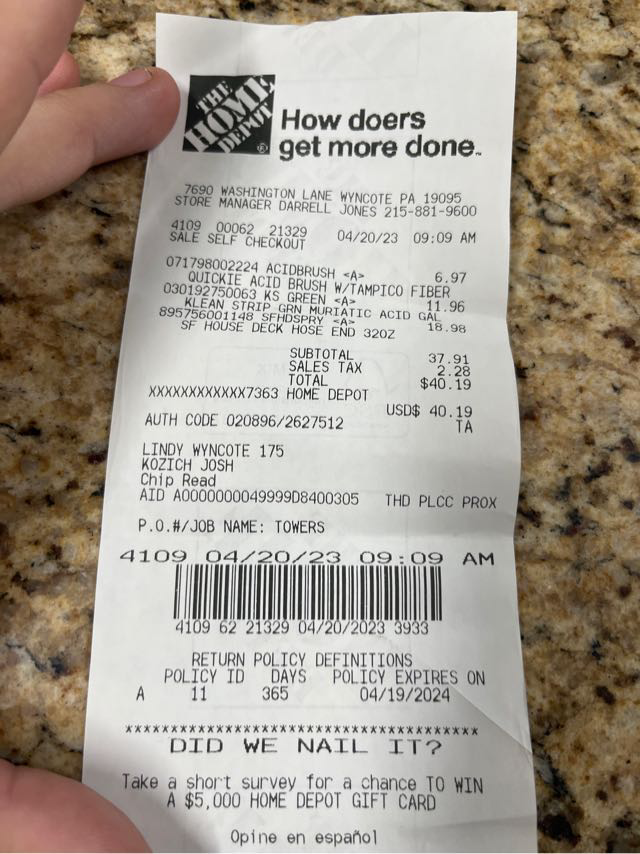 THE
HOME
DEPOT
How doers
get more done™
7690 WASHINGTON LANE WYNCOTE PA 19095
STORE MANAGER DARRELL JONES 215-881-9600
4109 00062 21329 04/20/23 09:09 AM
SALE SELF CHECKOUT
071798002224 ACIDBRUSH <A> 6.97
QUICKIE ACID BRUSH W/TAMPICO FIBER
030192750063 KS GREEN <A> 11.96
KLEAN STRIP GRN MURIATIC ACID GAL
895756001148 SFHDSPRY <A> 18.98
SF HOUSE DECK HOSE END 32OZ
SUBTOTAL 37.91
SALES TAX 2.28
TOTAL $40.19
XXXXXXXXXXXX7363 HOME DEPOT
USD$ 40.19
AUTH CODE 020896/2627512 TA
LINDY WYNCOTE 175
KOZICH JOSH
Chip Read
AID A0000000049999D8400305 THD PLCC PROX
P.O.#/JOB NAME: TOWERS
4109 04/20/23 09:09 AM
4109 62 21329 04/20/2023 3933
RETURN POLICY DEFINITIONS
POLICY ID DAYS POLICY EXPIRES ON
A 11 365 04/19/2024
******************************************
DID WE NAIL IT?
Take a short survey for a chance TO WIN
A $5,000 HOME DEPOT GIFT CARD
Opine en español